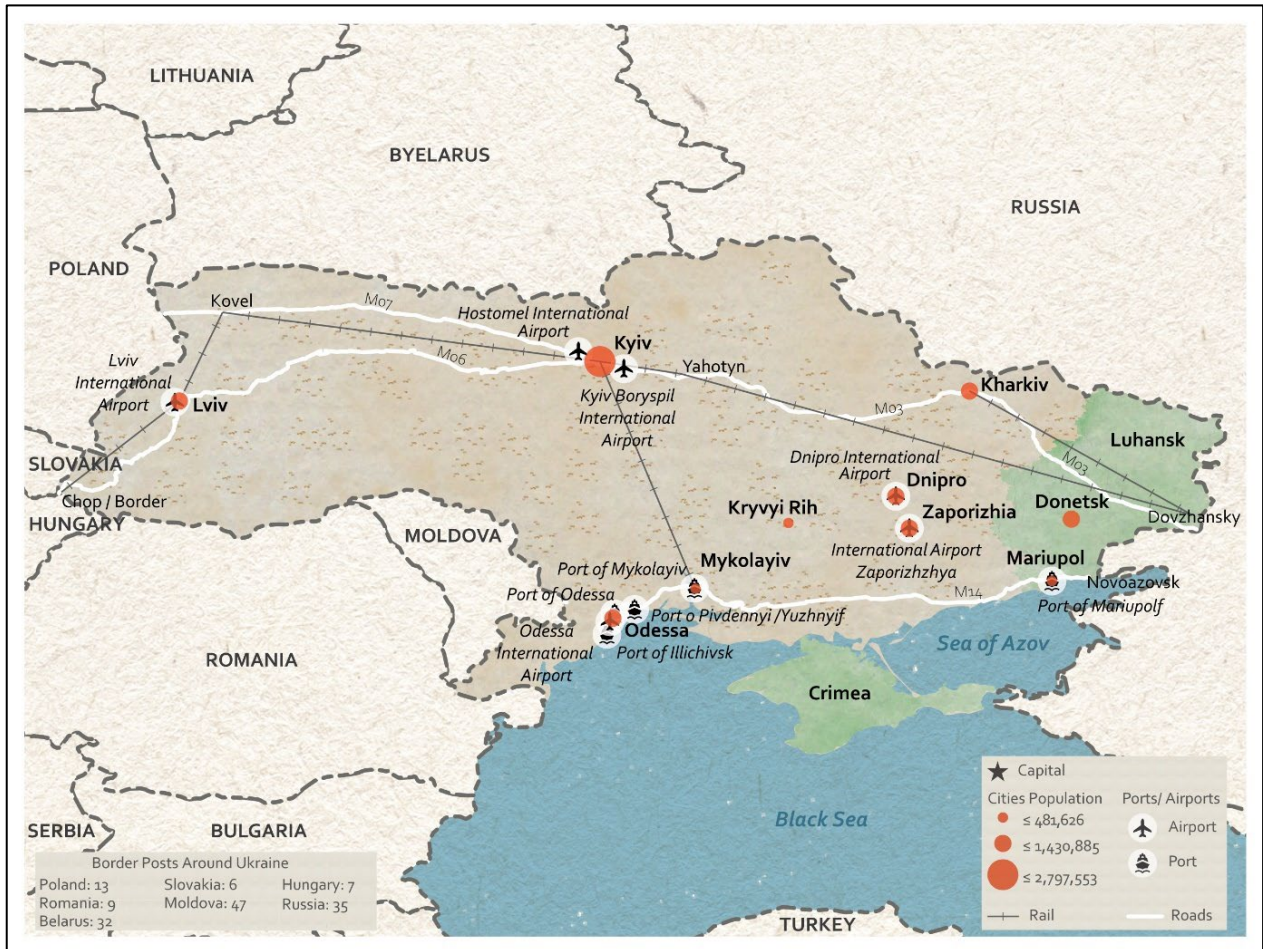 LITHUANIA
BYELARUS
RUSSIA
POLAND
Kovel
M07
Hostomel International
Airport
Kyiv
Lviv
International
Airport
M06
Yahotyn
Kyiv Boryspil
International
Airport
Kharkiv
Lviv
M03
Luhansk
SLOVAKIA
Dnipro International
Airport
M03
Chop / Border
Dnipro
HUNGARY
Kryvyi Rih
Zaporizhia
Donetsk
Dovzhansky
MOLDOVA
International Airport
Zaporizhzhya
Mykolayiv
Mariupol
Port of Mykolayiv
Novoazovsk
Port of Odessa
M14
Port of Mariupolf
Port o Pivdennyi /Yuzhnyif
Odessa
International
Airport
Odessa
Port of Illichivsk
Sea of Azov
ROMANIA
Crimea
Black Sea
SERBIA
BULGARIA
TURKEY
Border Posts Around Ukraine
Poland: 13 Slovakia: 6 Hungary: 7
Romania: 9 Moldova: 47 Russia: 35
Belarus: 32
Capital
Cities Population
≤ 481,626
≤ 1,430,885
≤ 2,797,553
Ports/ Airports
Airport
Port
Rail
Roads